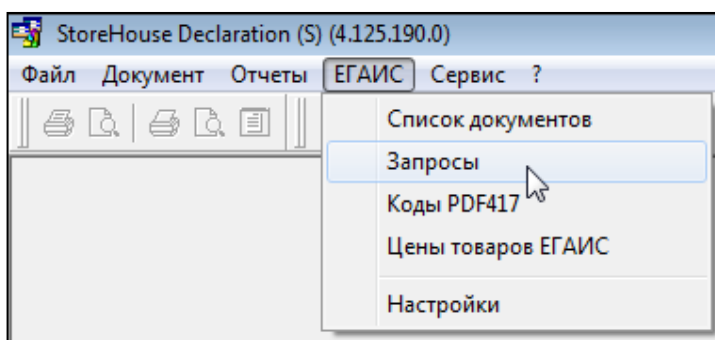 StoreHouse Declaration (S) (4.125.190.0)
Файл Документ Отчеты ЕГАИС Сервис ?
Список документов
Запросы
Коды PDF417
Цены товаров ЕГАИС
Настройки